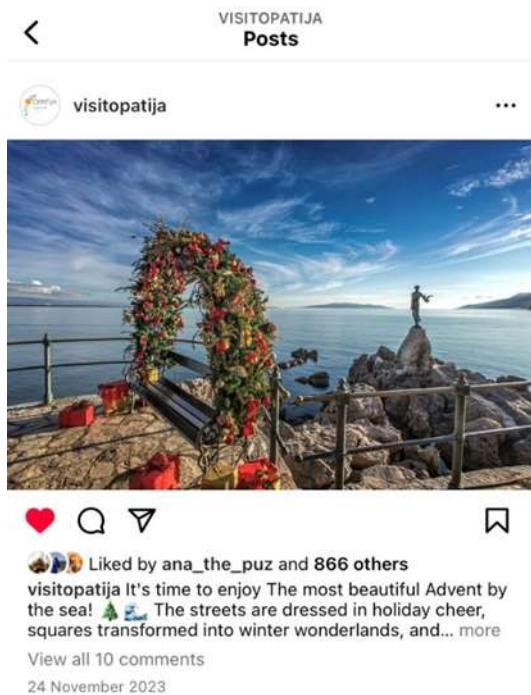 VISITOPATIJA
Posts
visitopatija
Liked by ana_the_puz and 866 others
visitopatija It's time to enjoy The most beautiful Advent by
the sea! 🎄 🌊 The streets are dressed in holiday cheer,
squares transformed into winter wonderlands, and... more
View all 10 comments
24 November 2023